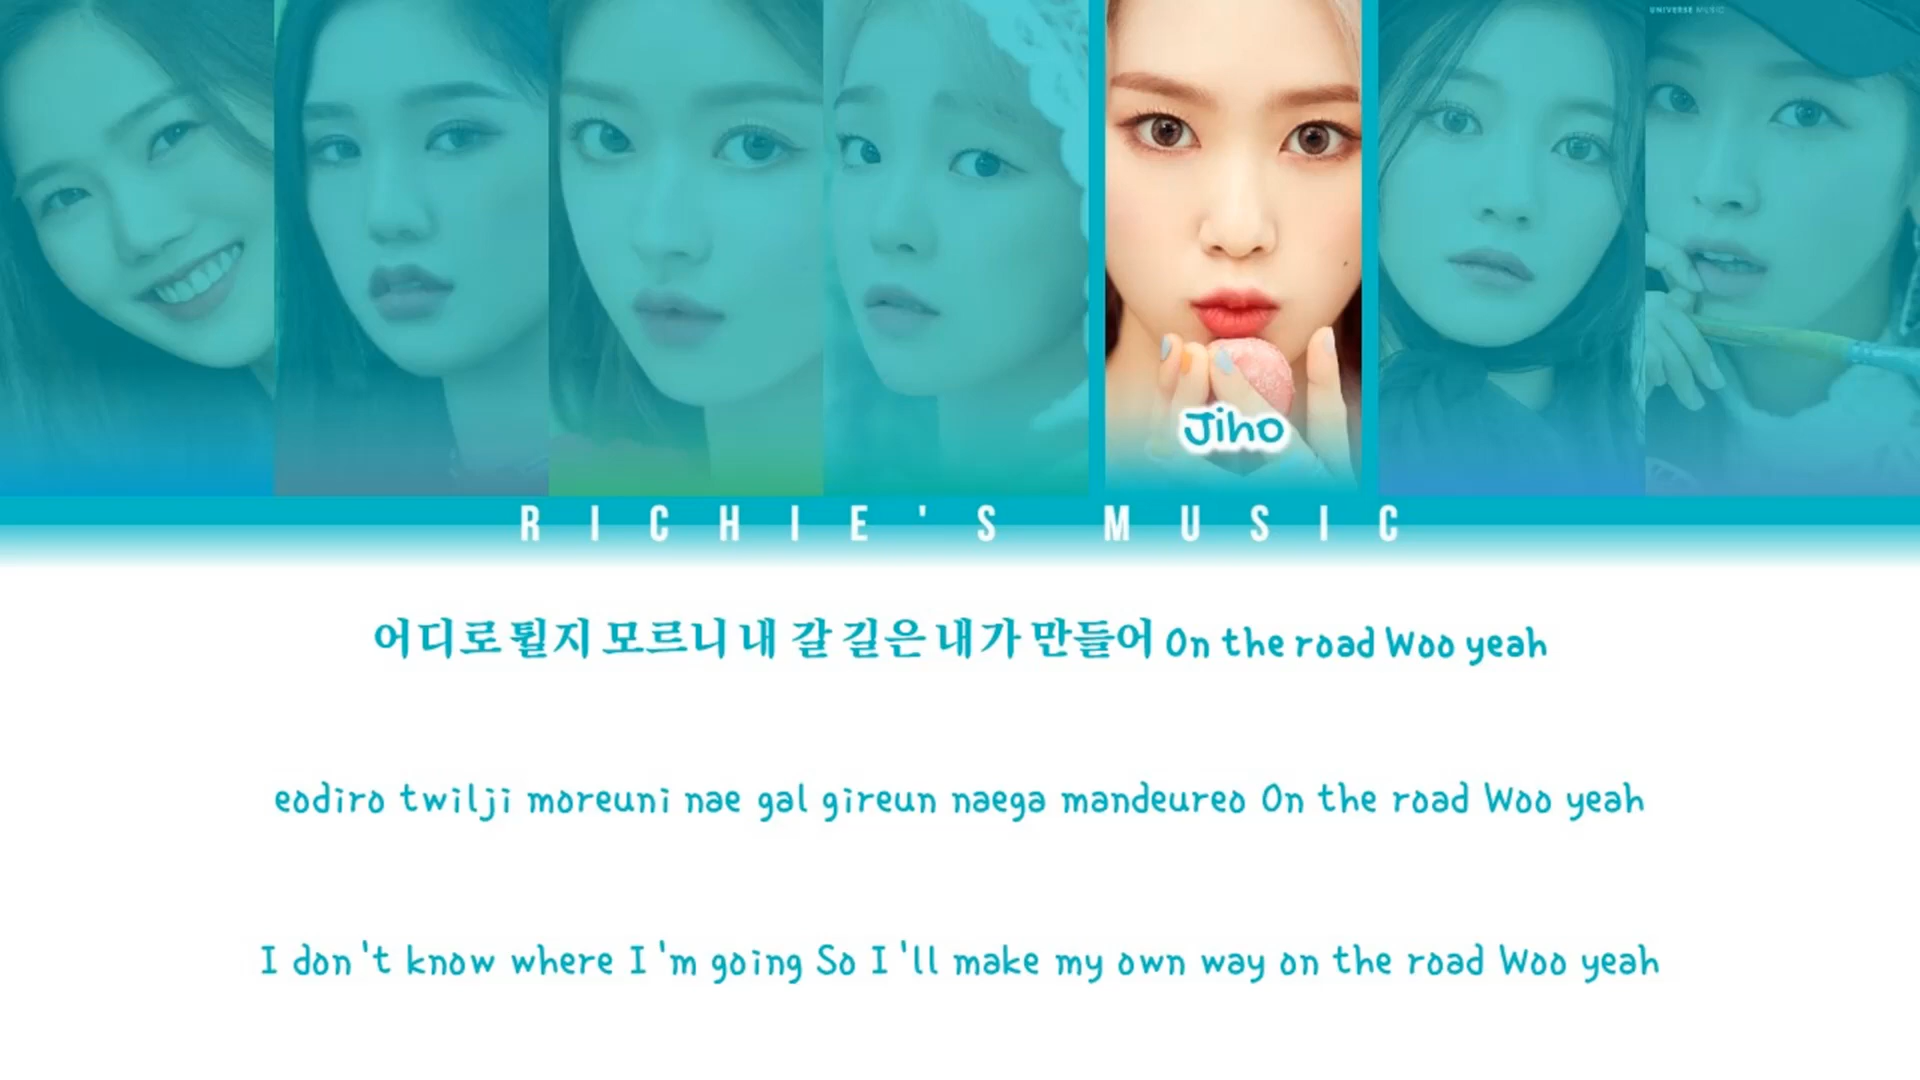 UNIVERSE MUSIC
Jiho
RICHIE'S MUSIC
어디로 튈지 모르니 내 갈 길은 내가 만들어 On the road Woo yeah
eodiro twilji moreuni nae gal gireun naega mandeureo On the road Woo yeah
I don't know where I'm going So I'll make my own way on the road Woo yeah